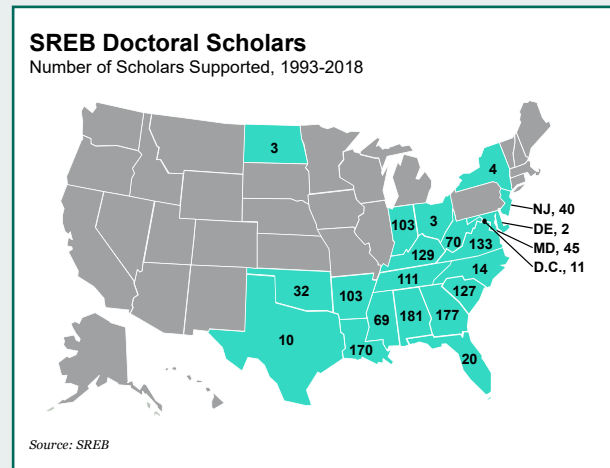 SREB Doctoral Scholars
Number of Scholars Supported, 1993-2018
3
4
NJ, 40
DE, 2
MD, 45
D.C., 11
103
3
70
133
129
111
14
32
103
127
69
181
177
10
170
20
Source: SREB